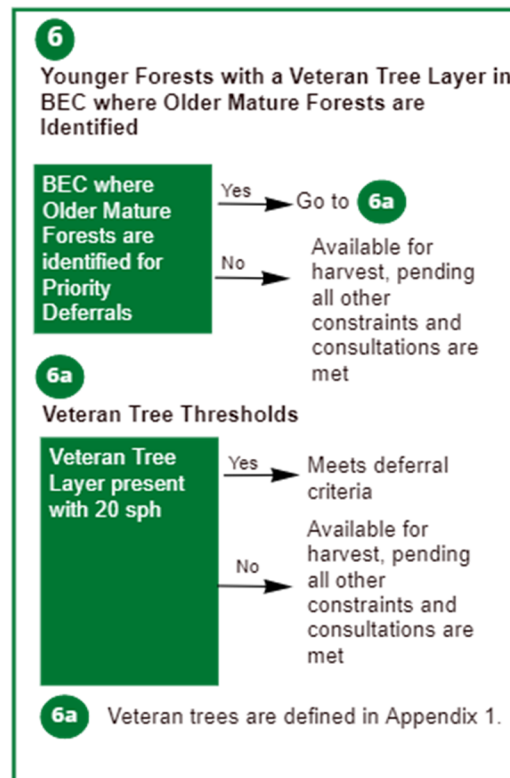 6
Younger Forests with a Veteran Tree Layer in
BEC where Older Mature Forests are
Identified
BEC where
Older Mature
Forests are
identified for
Priority
Deferrals
Yes
Go to 6a
No
Available for
harvest, pending
all other
constraints and
consultations are
met
6a
Veteran Tree Thresholds
Veteran Tree
Layer present
with 20 sph
Yes
Meets deferral
criteria
No
Available for
harvest, pending
all other
constraints and
consultations are
met
6a Veteran trees are defined in Appendix 1.